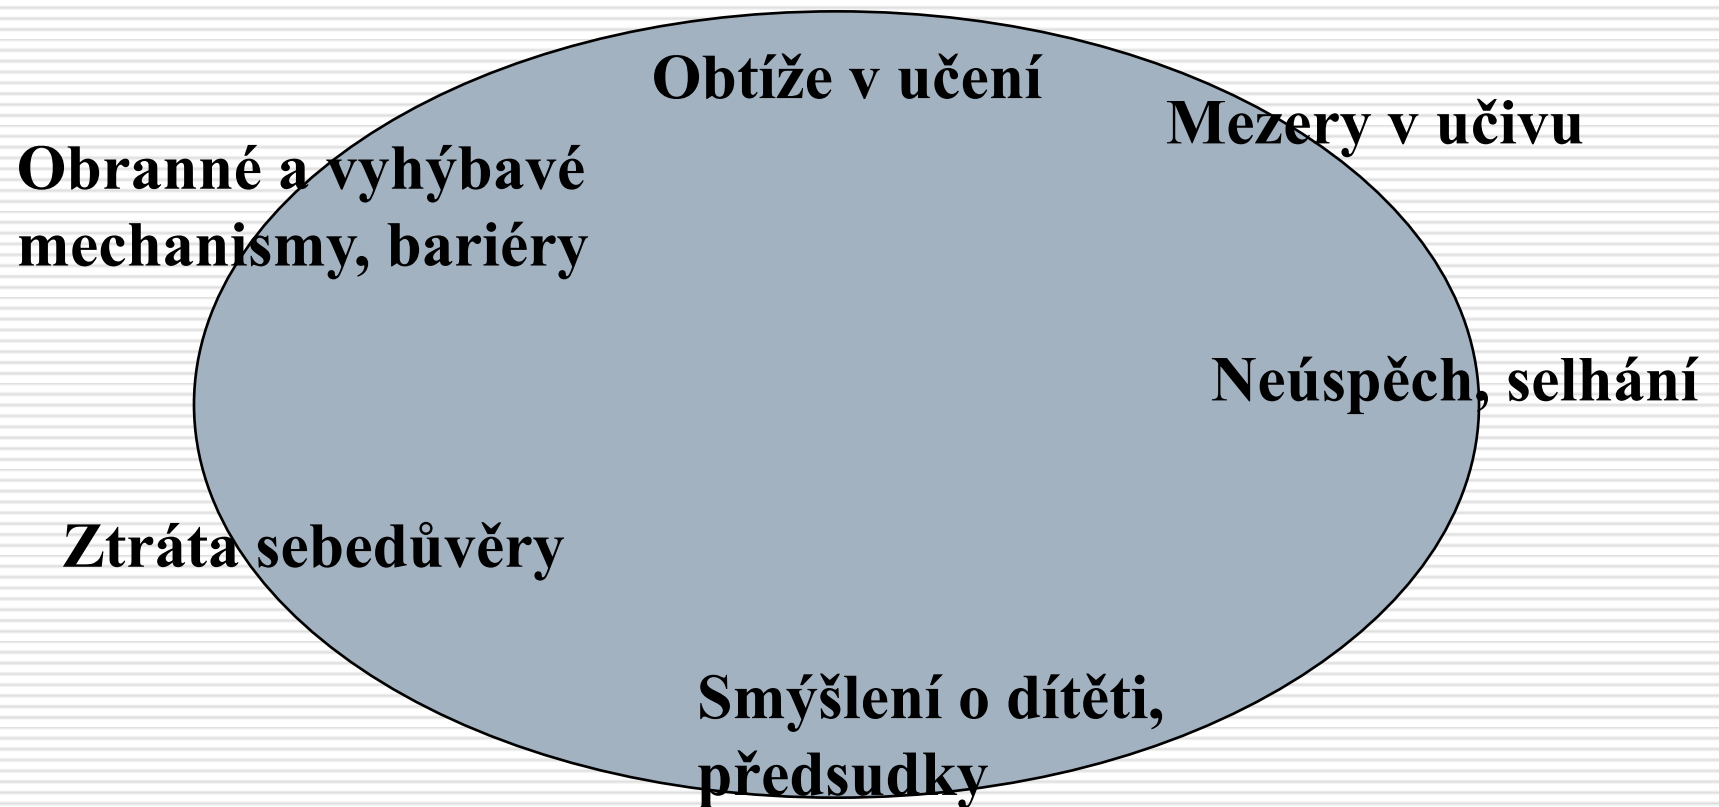 Obtíže v učení
Mezery v učivu
Obranné a vyhýbavé
mechanismy, bariéry
Neúspěch, selhání
Ztráta sebedůvěry
Smýšlení o dítěti,
předsudky